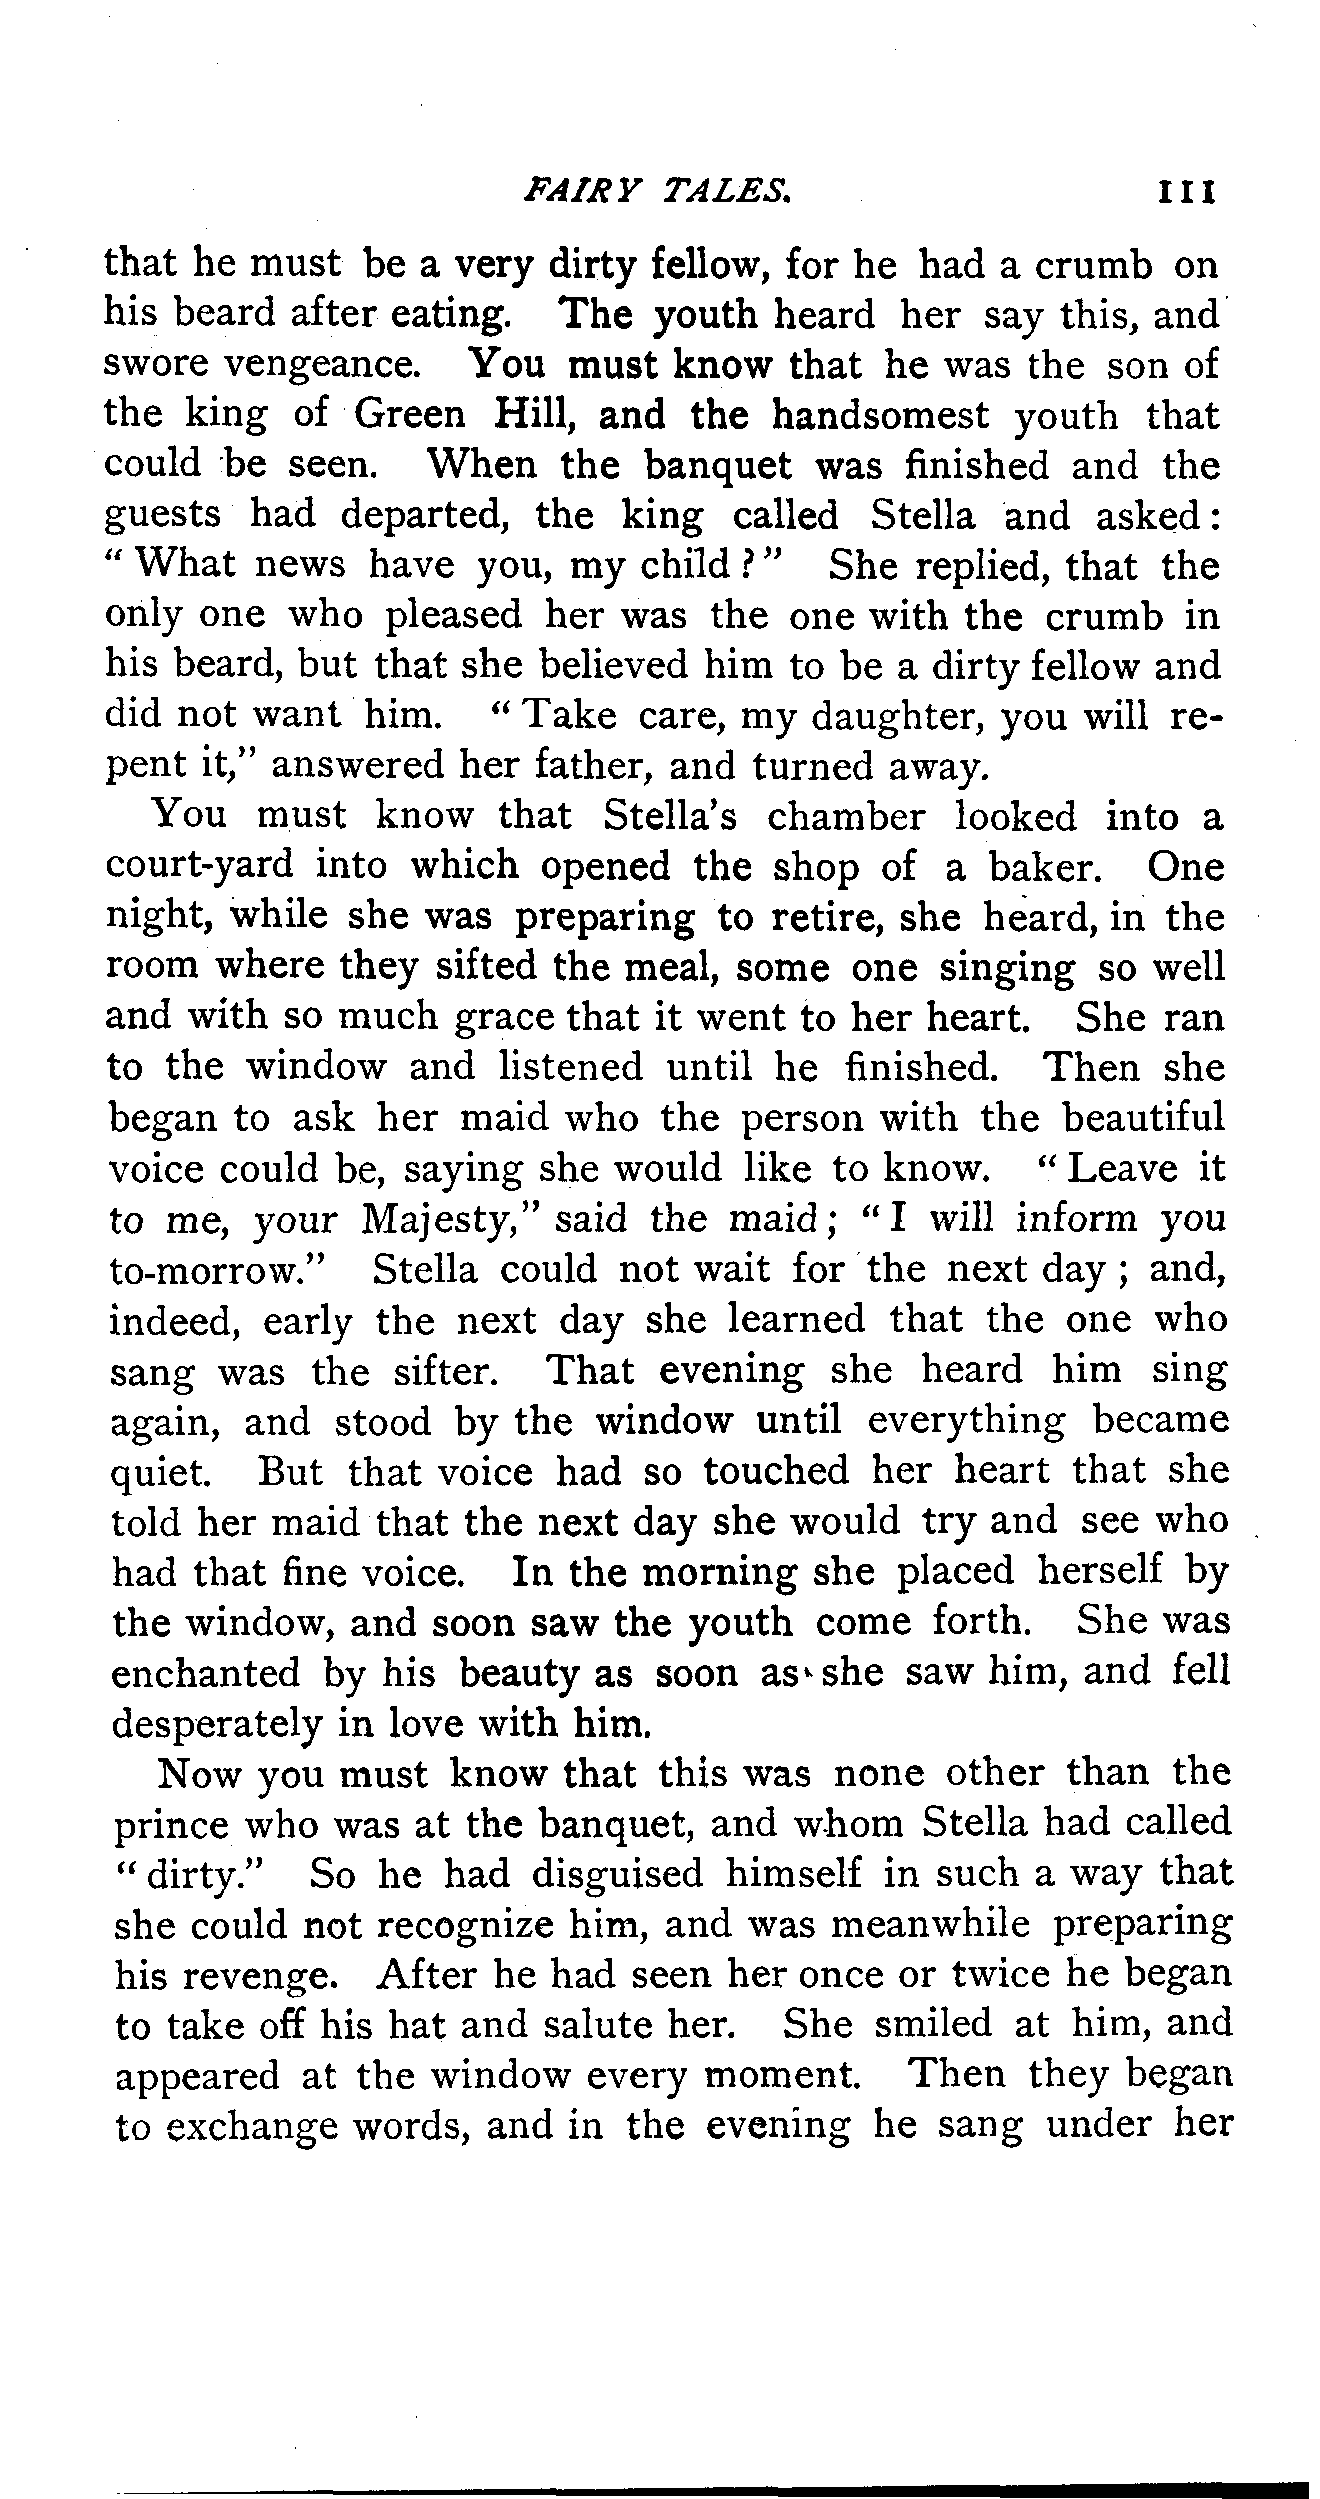 FAIRY TALES. 111
that he must be a very dirty fellow, for he had a crumb on
his beard after eating. The youth heard her say this, and
swore vengeance. You must know that he was the son of
the king of Green Hill, and the handsomest youth that
could be seen. When the banquet was finished and the
guests had departed, the king called Stella and asked:
"What news have you, my child?" She replied, that the
only one who pleased her was the one with the crumb in
his beard, but that she believed him to be a dirty fellow and
did not want him. "Take care, my daughter, you will re-
pent it," answered her father, and turned away.
You must know that Stella's chamber looked into a
court-yard into which opened the shop of a baker. One
night, while she was preparing to retire, she heard, in the
room where they sifted the meal, some one singing so well
and with so much grace that it went to her heart. She ran
to the window and listened until he finished. Then she
began to ask her maid who the person with the beautiful
voice could be, saying she would like to know. "Leave it
to me, your Majesty," said the maid; "I will inform you
to-morrow." Stella could not wait for the next day; and,
indeed, early the next day she learned that the one who
sang was the sifter. That evening she heard him sing
again, and stood by the window until everything became
quiet. But that voice had so touched her heart that she
told her maid that the next day she would try and see who
had that fine voice. In the morning she placed herself by
the window, and soon saw the youth come forth. She was
enchanted by his beauty as soon as she saw him, and fell
desperately in love with him.
Now you must know that this was none other than the
prince who was at the banquet, and whom Stella had called
"dirty." So he had disguised himself in such a way that
she could not recognize him, and was meanwhile preparing
his revenge. After he had seen her once or twice he began
to take off his hat and salute her. She smiled at him, and
appeared at the window every moment. Then they began
to exchange words, and in the evening he sang under her